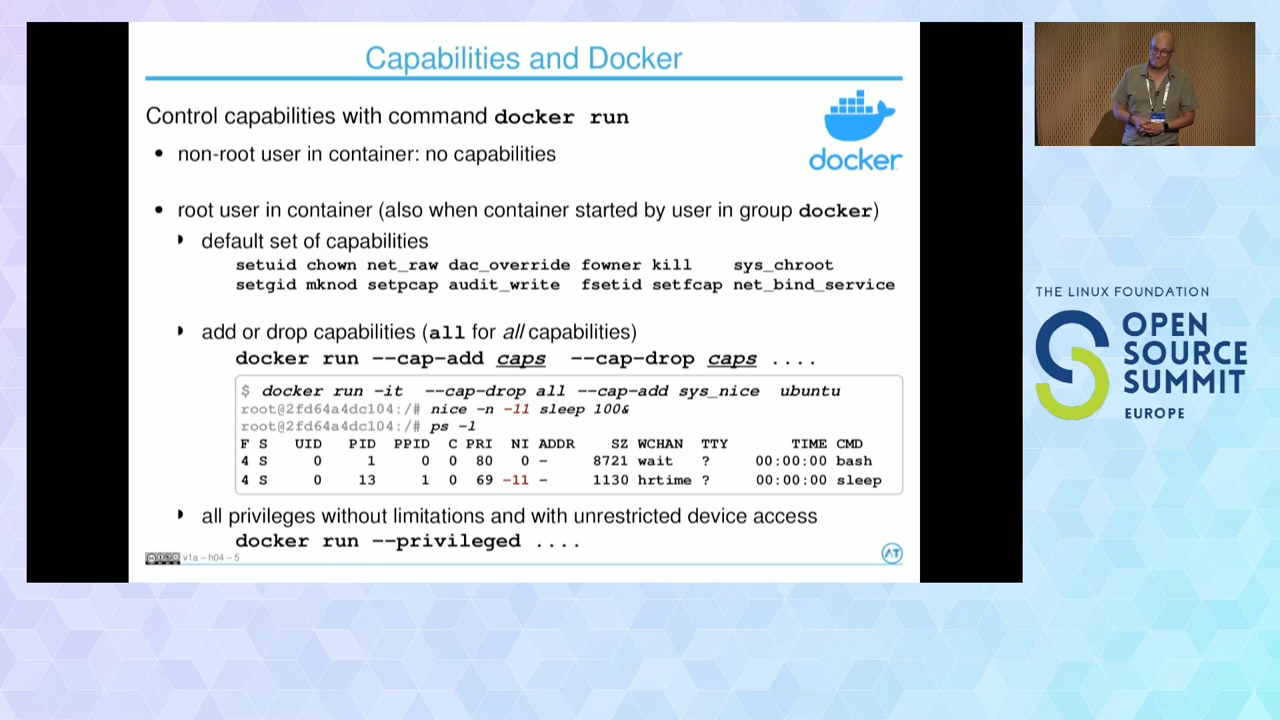 Capabilities and Docker
Control capabilities with command docker run
• non-root user in container: no capabilities
docker
• root user in container (also when container started by user in group docker)
default set of capabilities
setuid chown net_raw dac_override fowner kill sys_chroot
setgid mknod setpcap audit_write fsetid setfcap net_bind_service
add or drop capabilities (all for all capabilities)
docker run --cap-add caps --cap-drop caps ....
$ docker run -it --cap-drop all --cap-add sys_nice ubuntu
root@2fd64a4dc104:/# nice -n -11 sleep 100&
root@2fd64a4dc104:/# ps -l
F S UID PID PPID C PRI NI ADDR SZ WCHAN TTY TIME CMD
4 S 0 1 0 0 80 0 - 8721 wait ? 00:00:00 bash
4 S 0 13 1 0 69 -11 - 1130 hrtime ? 00:00:00 sleep
all privileges without limitations and with unrestricted device access
docker run --privileged ....
v1a – h04 – 5
AT
THE LINUX FOUNDATION
OPEN
SOURCE
SUMMIT
EUROPE